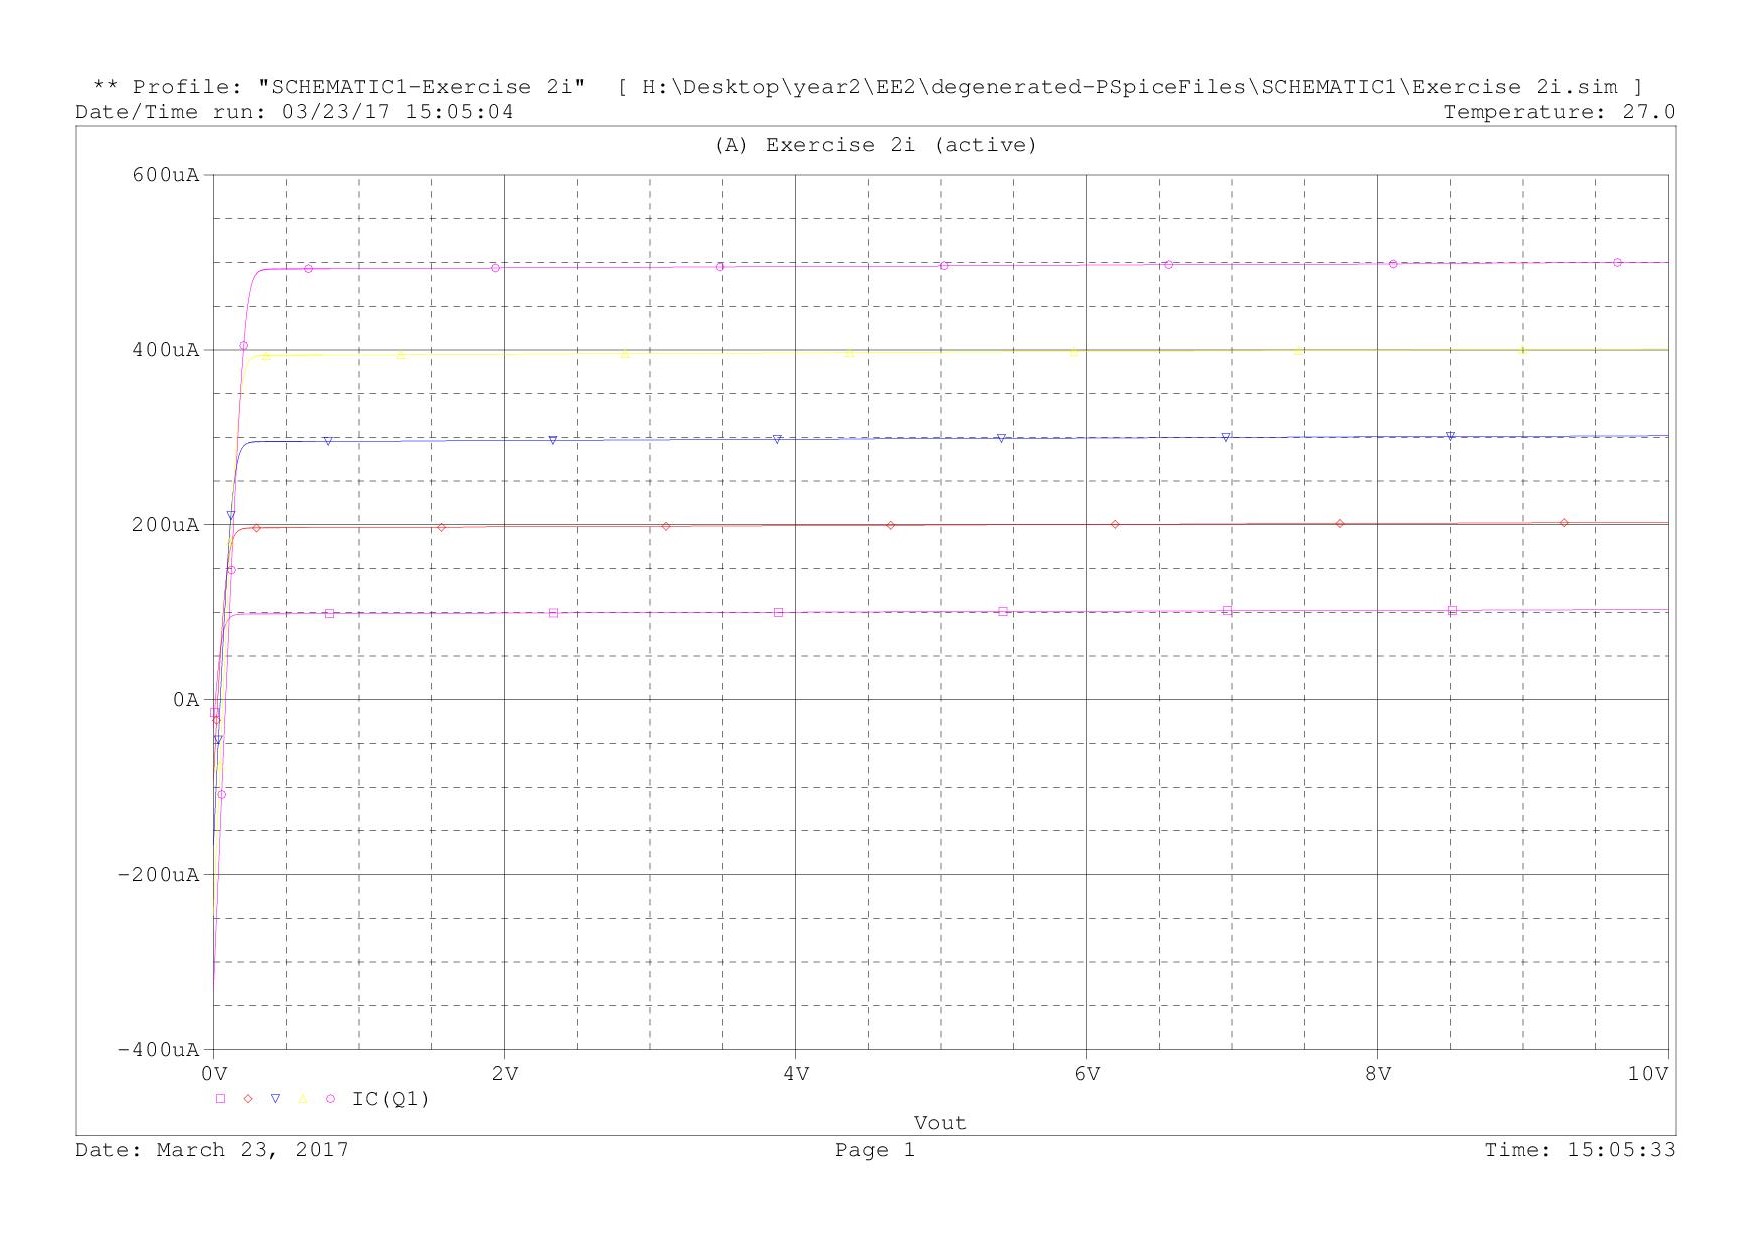 ** Profile: "SCHEMATIC1-Exercise 2i"  [ H:\Desktop\year2\EE2\degenerated-PSpiceFiles\SCHEMATIC1\Exercise 2i.sim ]
Date/Time run: 03/23/17 15:05:04 Temperature: 27.0
(A) Exercise 2i (active)
600uA
400uA
200uA
0A
-200uA
-400uA
0V 2V 4V 6V 8V 10V
IC(Q1)
Vout
Date: March 23, 2017 Page 1 Time: 15:05:33